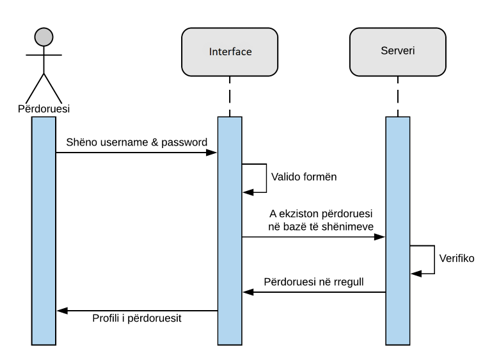 Interface
Serveri
Përdoruesi
Shëno username & password
Valido formën
A ekziston përdoruesi
në bazë të shënimeve
Verifiko
Përdoruesi në rregull
Profili i përdoruesit